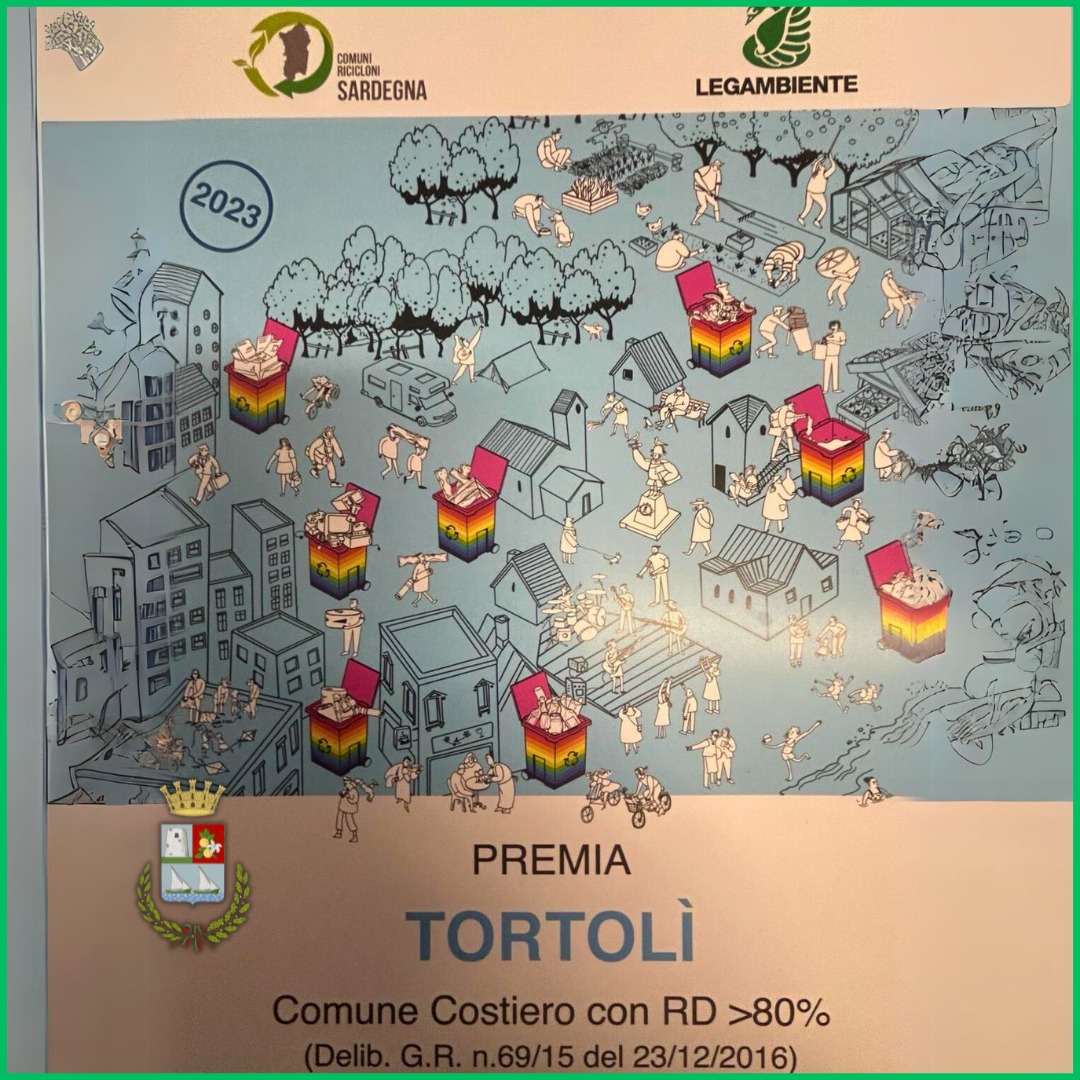 COMUNI
RICICLONI
SARDEGNA
LEGAMBIENTE
2023
PREMIA
TORTOLÌ
Comune Costiero con RD >80%
(Delib. G.R. n.69/15 del 23/12/2016)